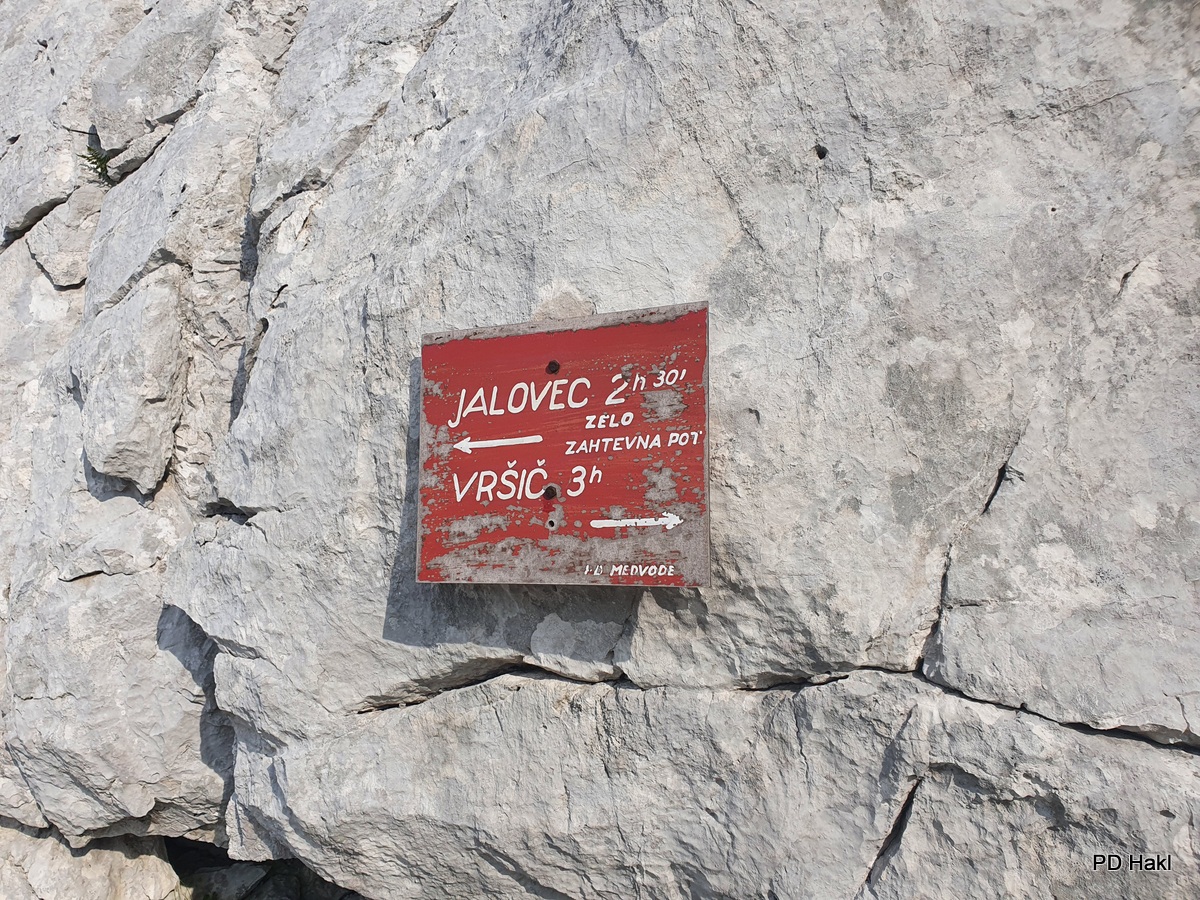 JALOVEC 2h 30'
ZELO
ZAHTEVNA POT
VRŠIČ 3h
PD MEDVODE
PD Hakl